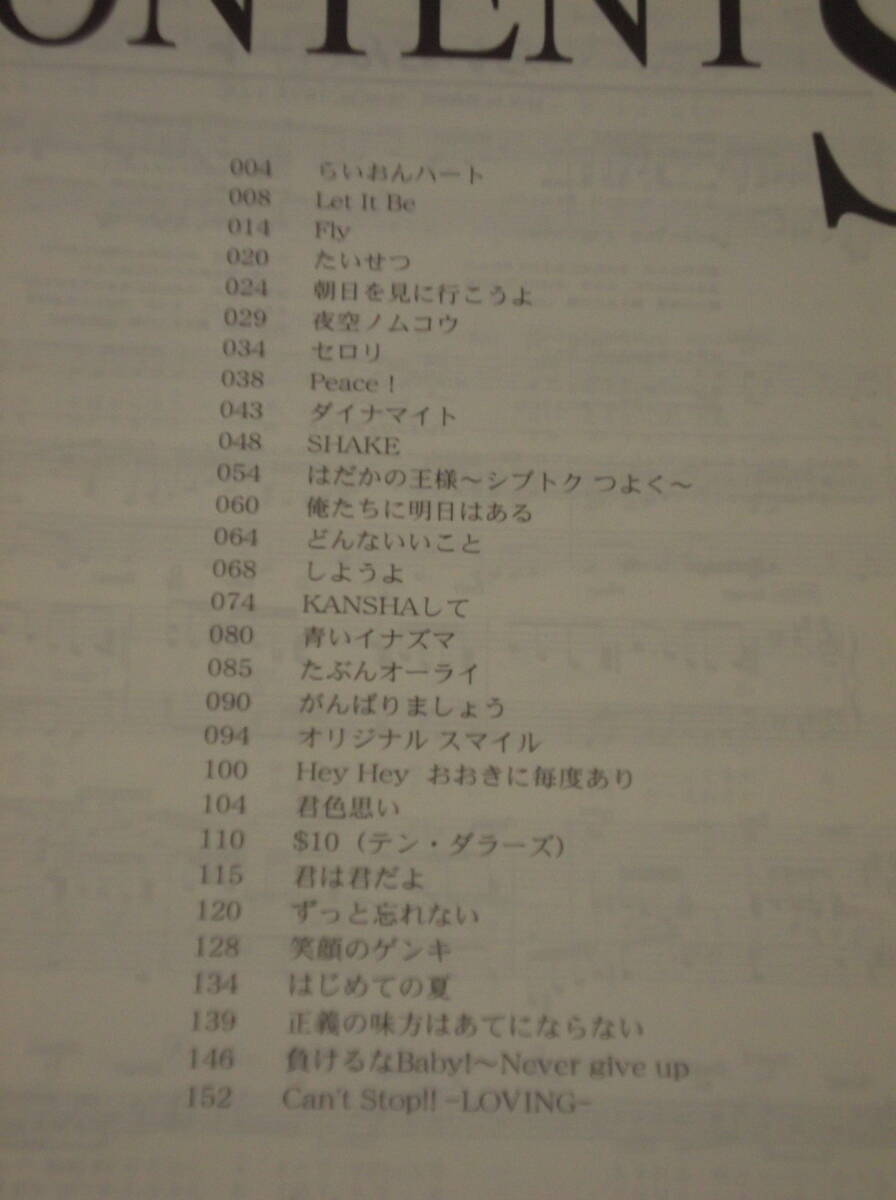 CONTENTS
004 らいおんハート
008 Let It Be
014 Fly
020 たいせつ
024 朝日を見に行こうよ
029 夜空ノムコウ
034 セロリ
038 Peace！
043 ダイナマイト
048 SHAKE
054 はだかの王様〜シブトク つよく〜
060 俺たちに明日はある
064 どんないいこと
068 しようよ
074 KANSHAして
080 青いイナズマ
085 たぶんオーライ
090 がんばりましょう
094 オリジナル スマイル
100 Hey Hey おおきに毎度あり
104 君色思い
110 $10（テン・ダラーズ）
115 君は君だよ
120 ずっと忘れない
128 笑顔のゲンキ
134 はじめての夏
139 正義の味方はあてにならない
146 負けるなBaby!〜Never give up
152 Can't Stop!! -LOVING-